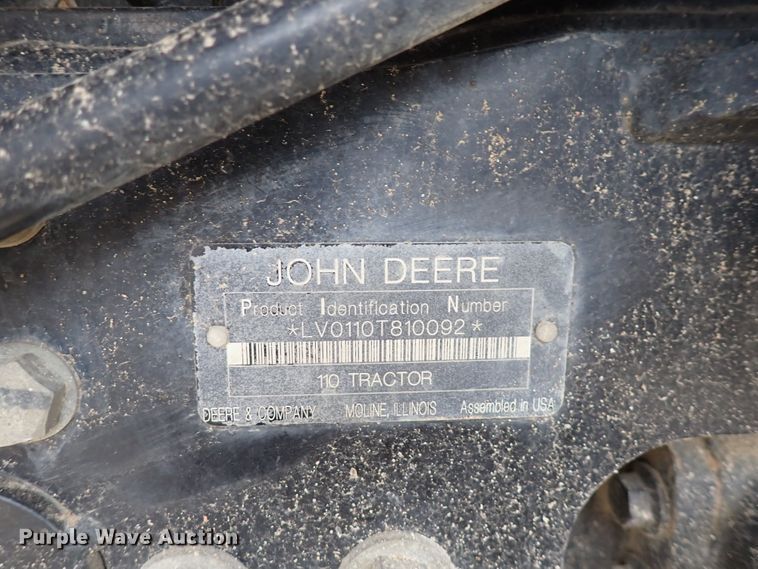 JOHN DEERE
Product Identification Number
*LV0110T810092*
110 TRACTOR
DEERE & COMPANY MOLINE, ILLINOIS Assembled in USA
Purple Wave Auction